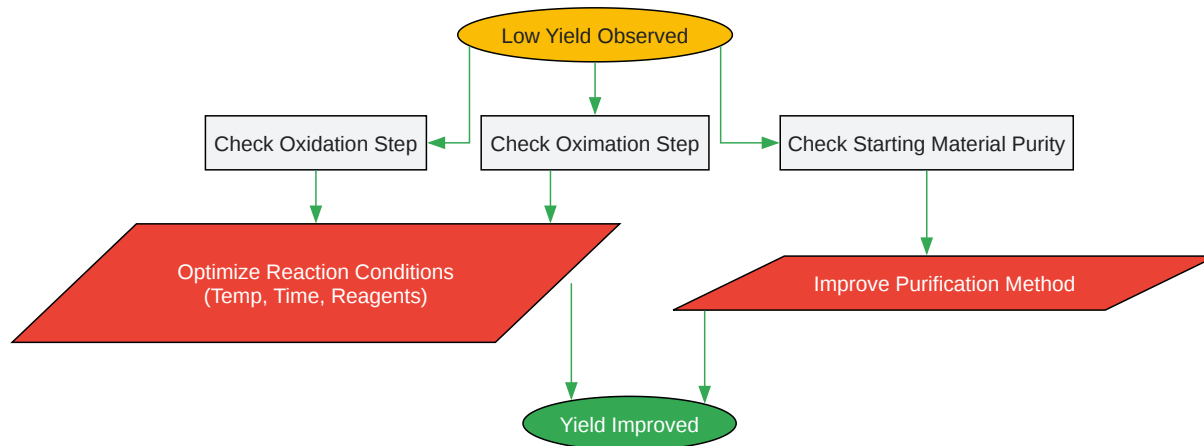 Low Yield Observed
Check Oxidation Step
Check Oximation Step
Check Starting Material Purity
Optimize Reaction Conditions
(Temp, Time, Reagents)
Improve Purification Method
Yield Improved